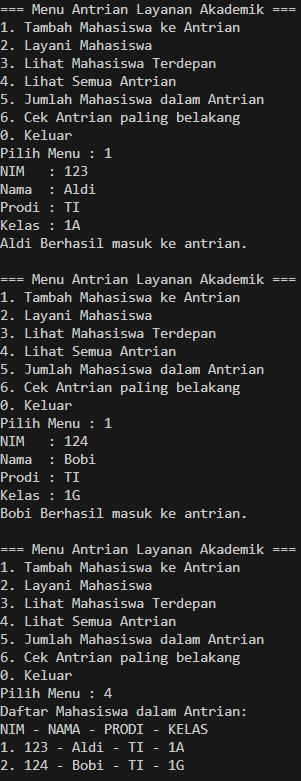 === Menu Antrian Layanan Akademik ===
1. Tambah Mahasiswa ke Antrian
2. Layani Mahasiswa
3. Lihat Mahasiswa Terdepan
4. Lihat Semua Antrian
5. Jumlah Mahasiswa dalam Antrian
6. Cek Antrian paling belakang
0. Keluar
Pilih Menu : 1
NIM   : 123
Nama  : Aldi
Prodi : TI
Kelas : 1A
Aldi Berhasil masuk ke antrian.

=== Menu Antrian Layanan Akademik ===
1. Tambah Mahasiswa ke Antrian
2. Layani Mahasiswa
3. Lihat Mahasiswa Terdepan
4. Lihat Semua Antrian
5. Jumlah Mahasiswa dalam Antrian
6. Cek Antrian paling belakang
0. Keluar
Pilih Menu : 1
NIM   : 124
Nama  : Bobi
Prodi : TI
Kelas : 1G
Bobi Berhasil masuk ke antrian.

=== Menu Antrian Layanan Akademik ===
1. Tambah Mahasiswa ke Antrian
2. Layani Mahasiswa
3. Lihat Mahasiswa Terdepan
4. Lihat Semua Antrian
5. Jumlah Mahasiswa dalam Antrian
6. Cek Antrian paling belakang
0. Keluar
Pilih Menu : 4
Daftar Mahasiswa dalam Antrian:
NIM - NAMA - PRODI - KELAS
1. 123 - Aldi - TI - 1A
2. 124 - Bobi - TI - 1G